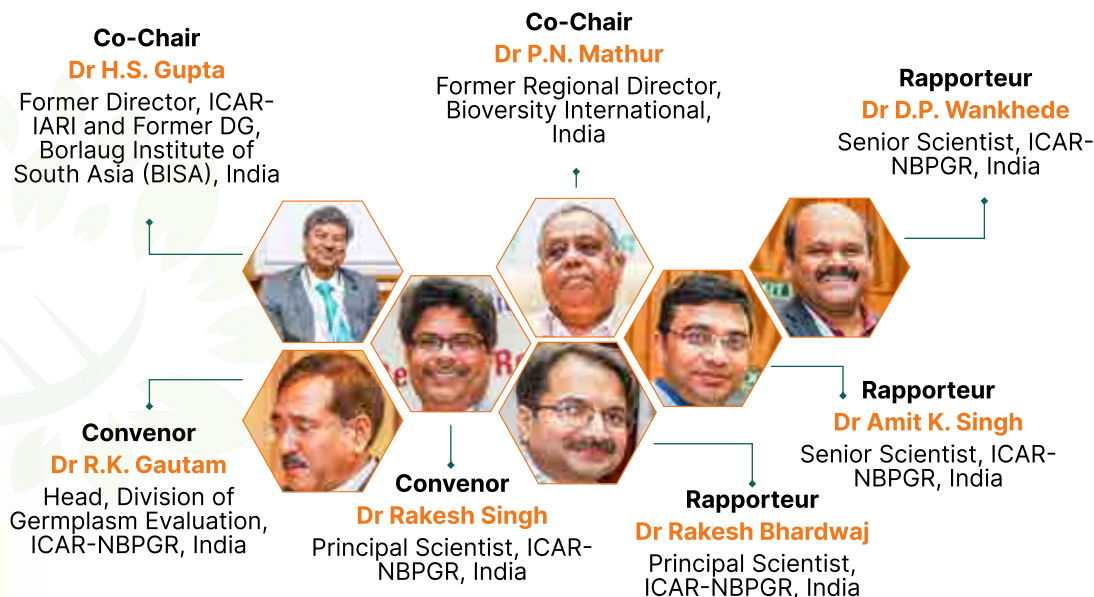 Co-Chair
Dr H.S. Gupta
Former Director, ICAR-
IARI and Former DG,
Borlaug Institute of
South Asia (BISA), India
Co-Chair
Dr P.N. Mathur
Former Regional Director,
Bioversity International,
India
Rapporteur
Dr D.P. Wankhede
Senior Scientist, ICAR-
NBPGR, India
Convenor
Dr R.K. Gautam
Head, Division of
Germplasm Evaluation,
ICAR-NBPGR, India
Convenor
Dr Rakesh Singh
Principal Scientist, ICAR-
NBPGR, India
Rapporteur
Dr Rakesh Bhardwaj
Principal Scientist,
ICAR-NBPGR, India
Rapporteur
Dr Amit K. Singh
Senior Scientist, ICAR-
NBPGR, India